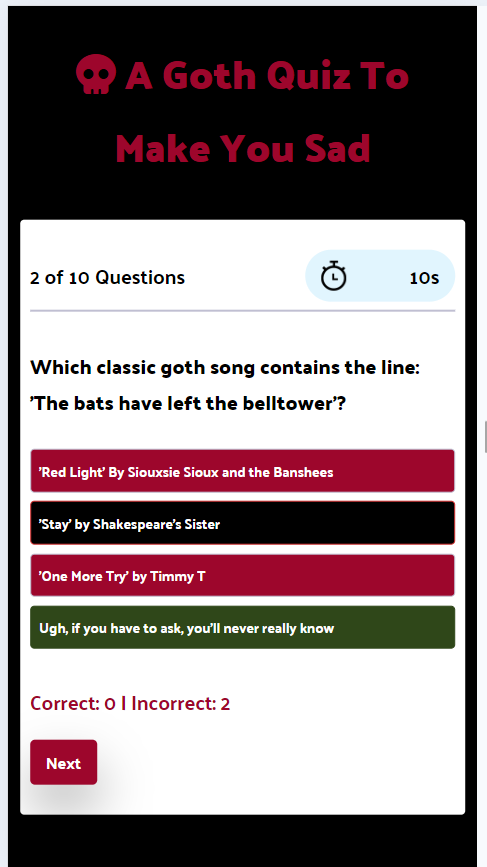 A Goth Quiz To
Make You Sad
2 of 10 Questions
10s
Which classic goth song contains the line:
'The bats have left the belltower'?
'Red Light' By Siouxsie Sioux and the Banshees
'Stay' by Shakespeare's Sister
'One More Try' by Timmy T
Ugh, if you have to ask, you'll never really know
Correct: 0 | Incorrect: 2
Next